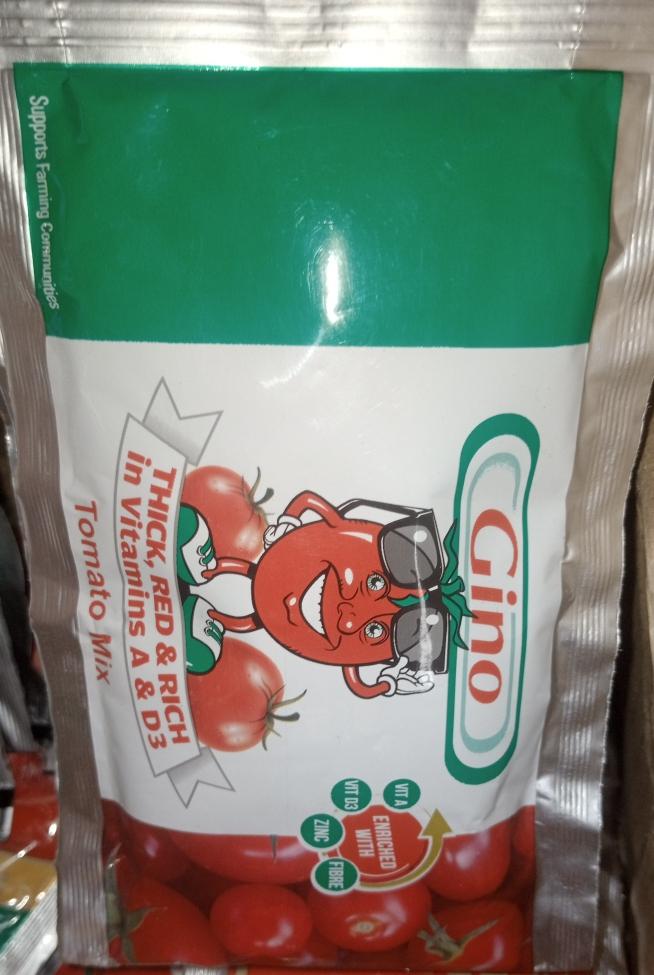 Gino
THICK, RED & RICH
in Vitamins A & D3
Tomato Mix
Supports Farming Communities
VIT A
VIT D3
ZINC
FIBRE
ENRICHED
WITH